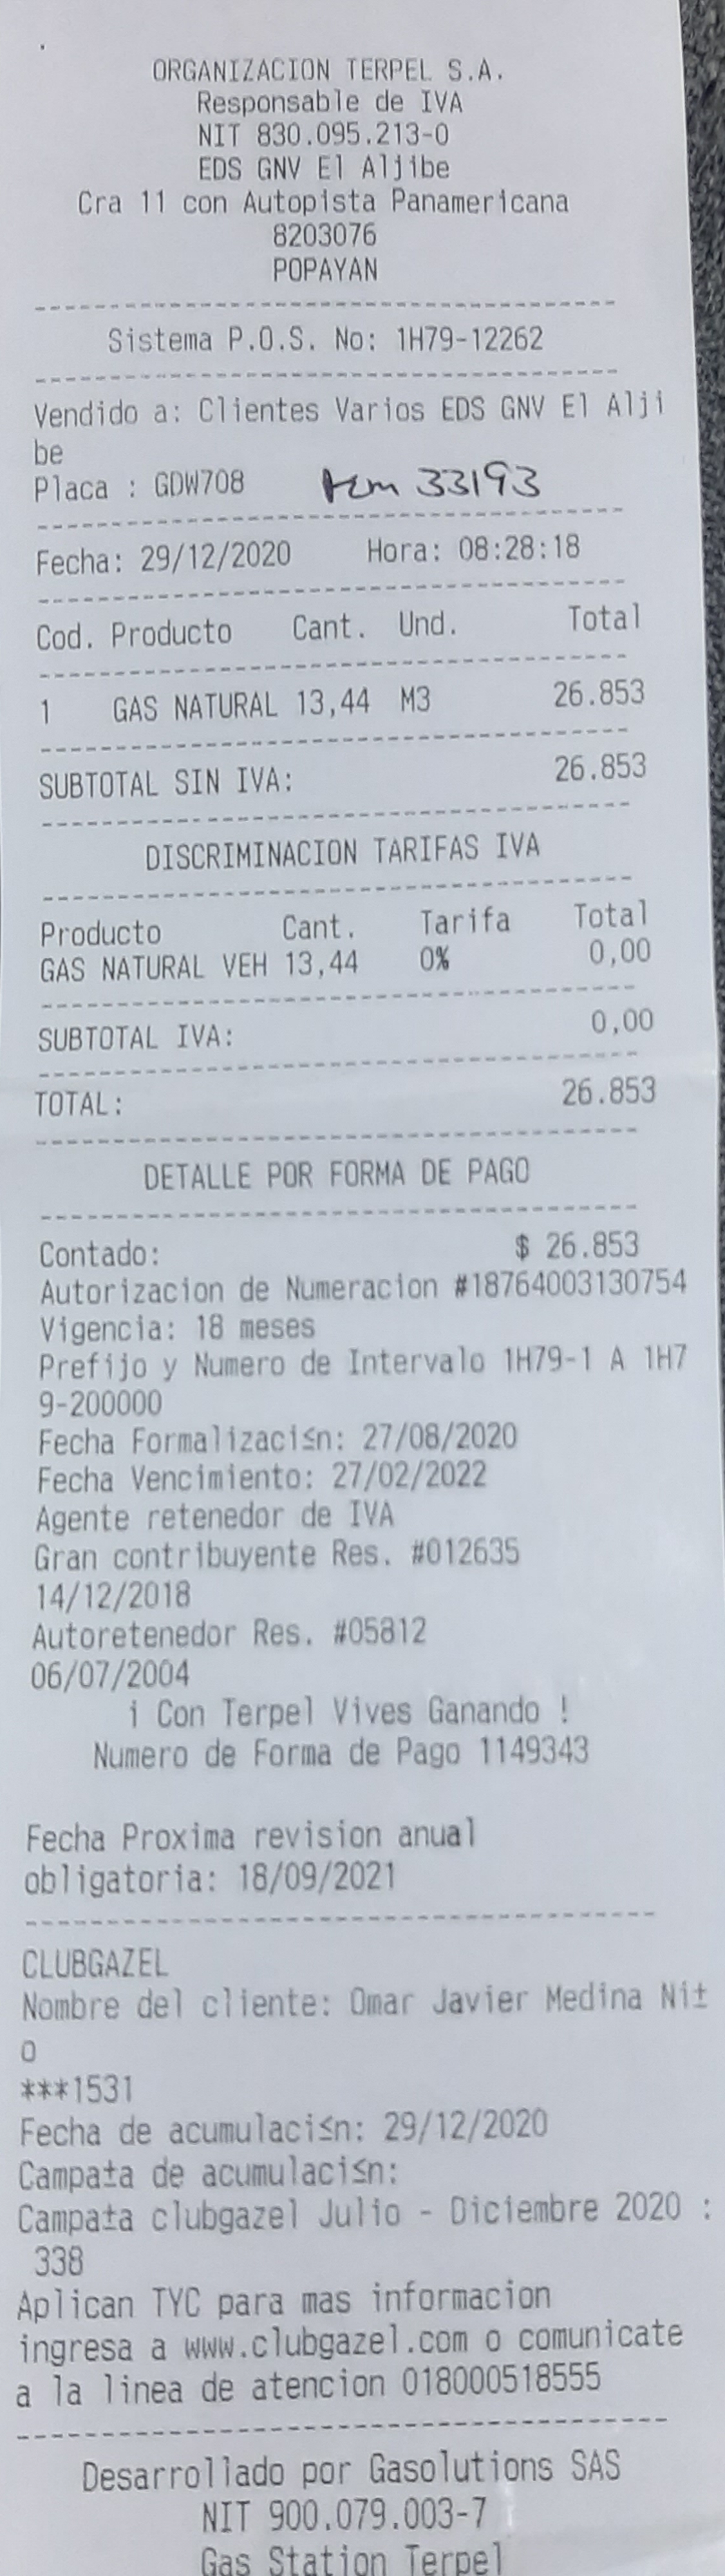 ORGANIZACION TERPEL S.A.
Responsable de IVA
NIT 830.095.213-0
EDS GNV El Aljibe
Cra 11 con Autopista Panamericana
8203076
POPAYAN
Sistema P.O.S. No: 1H79-12262
Vendido a: Clientes Varios EDS GNV El Alji
be
Placa : GDW708 km 33193
Fecha: 29/12/2020 Hora: 08:28:18
Cod. Producto Cant. Und. Total
1 GAS NATURAL 13,44 M3 26.853
SUBTOTAL SIN IVA: 26.853
DISCRIMINACION TARIFAS IVA
Producto Cant. Tarifa Total
GAS NATURAL VEH 13,44 0% 0,00
SUBTOTAL IVA: 0,00
TOTAL: 26.853
DETALLE POR FORMA DE PAGO
Contado: $ 26.853
Autorizacion de Numeracion #18764003130754
Vigencia: 18 meses
Prefijo y Numero de Intervalo 1H79-1 A 1H7
9-200000
Fecha Formalizaci≤n: 27/08/2020
Fecha Vencimiento: 27/02/2022
Agente retenedor de IVA
Gran contribuyente Res. #012635
14/12/2018
Autoretenedor Res. #05812
06/07/2004
¡ Con Terpel Vives Ganando !
Numero de Forma de Pago 1149343
Fecha Proxima revision anual
obligatoria: 18/09/2021
CLUBGAZEL
Nombre del cliente: Omar Javier Medina Ni±
o
***1531
Fecha de acumulaci≤n: 29/12/2020
Campa±a de acumulaci≤n:
Campa±a clubgazel Julio - Diciembre 2020 :
338
Aplican TYC para mas informacion
ingresa a www.clubgazel.com o comunicate
a la linea de atencion 018000518555
Desarrollado por Gasolutions SAS
NIT 900.079.003-7
Gas Station Terpel